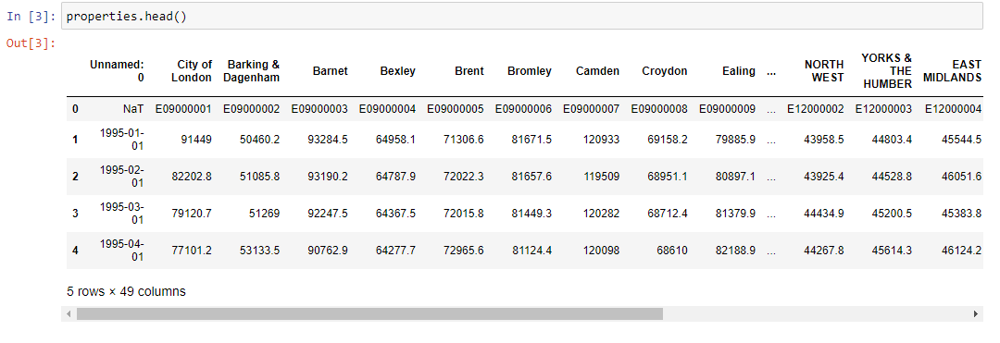 In [3]: properties.head()
Out[3]:
Unnamed: 0 City of London Barking & Dagenham Barnet Bexley Brent Bromley Camden Croydon Ealing ... NORTH WEST YORKS & THE HUMBER EAST MIDLANDS
0 NaT E09000001 E09000002 E09000003 E09000004 E09000005 E09000006 E09000007 E09000008 E09000009 ... E12000002 E12000003 E12000004
1 1995-01-01 91449 50460.2 93284.5 64958.1 71306.6 81671.5 120933 69158.2 79885.9 ... 43958.5 44803.4 45544.5
2 1995-02-01 82202.8 51085.8 93190.2 64787.9 72022.3 81657.6 119509 68951.1 80897.1 ... 43925.4 44528.8 46051.6
3 1995-03-01 79120.7 51269 92247.5 64367.5 72015.8 81449.3 120282 68712.4 81379.9 ... 44434.9 45200.5 45383.8
4 1995-04-01 77101.2 53133.5 90762.9 64277.7 72965.6 81124.4 120098 68610 82188.9 ... 44267.8 45614.3 46124.2
5 rows × 49 columns